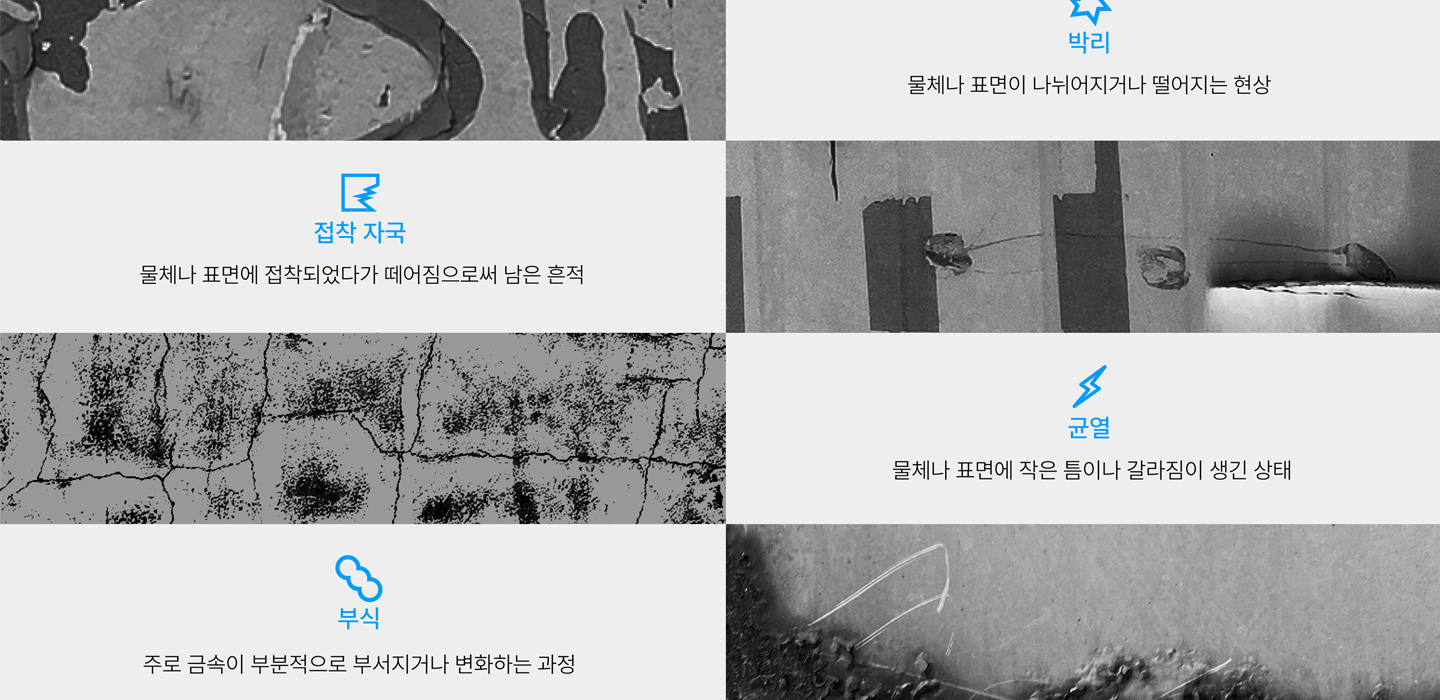 박리
물체나 표면이 나뉘어지거나 떨어지는 현상
접착 자국
물체나 표면에 접착되었다가 떼어짐으로써 남은 흔적
균열
물체나 표면에 작은 틈이나 갈라짐이 생긴 상태
부식
주로 금속이 부분적으로 부서지거나 변화하는 과정